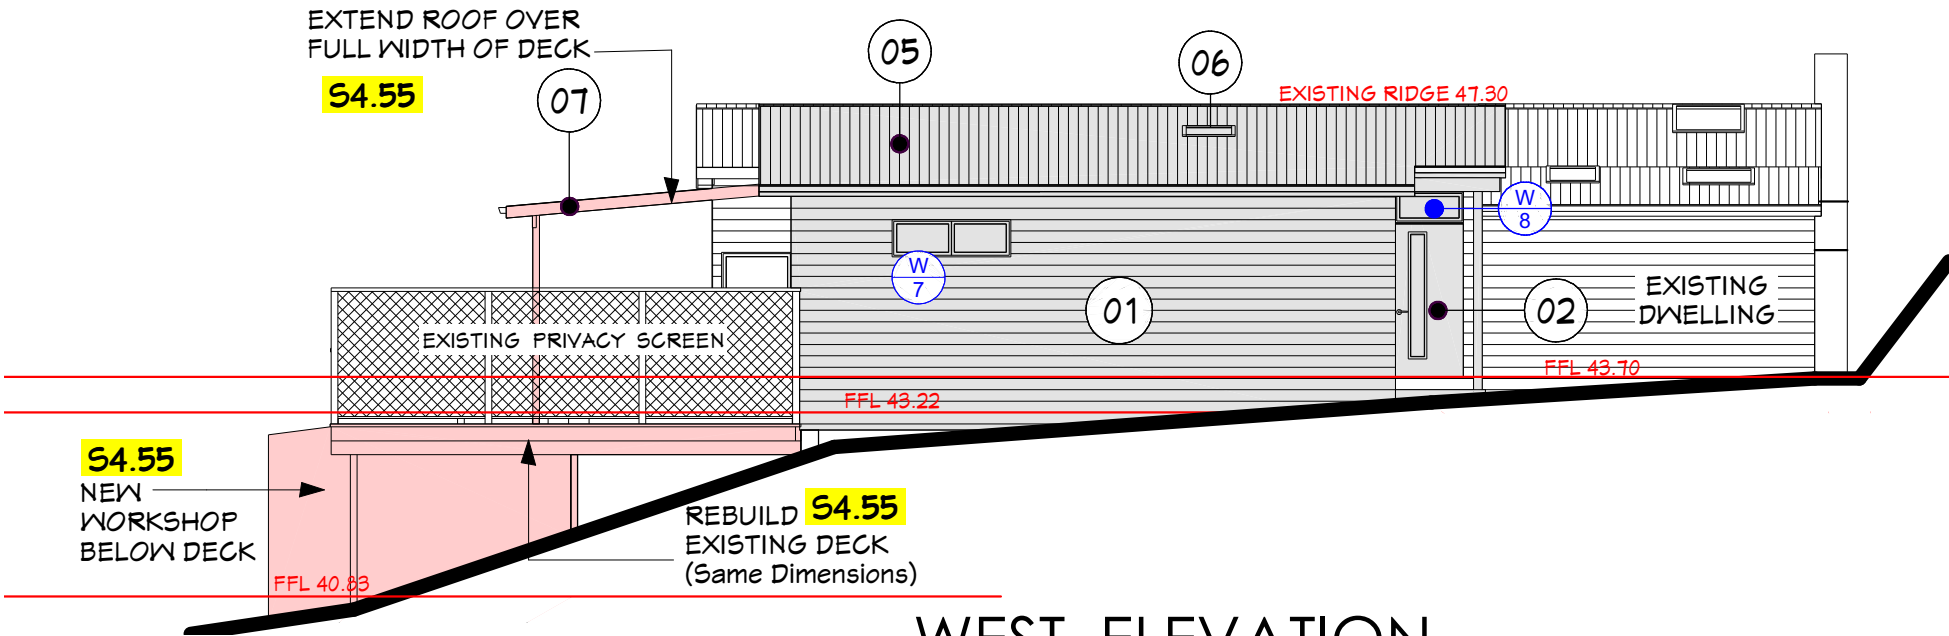 EXTEND ROOF OVER
FULL WIDTH OF DECK
S4.55
07
05
06
EXISTING RIDGE 47.30
W
8
W
7
01
02
EXISTING
DWELLING
EXISTING PRIVACY SCREEN
FFL 43.70
FFL 43.22
S4.55
NEW
WORKSHOP
BELOW DECK
REBUILD S4.55
EXISTING DECK
(Same Dimensions)
FFL 40.83
WEST ELEVATION